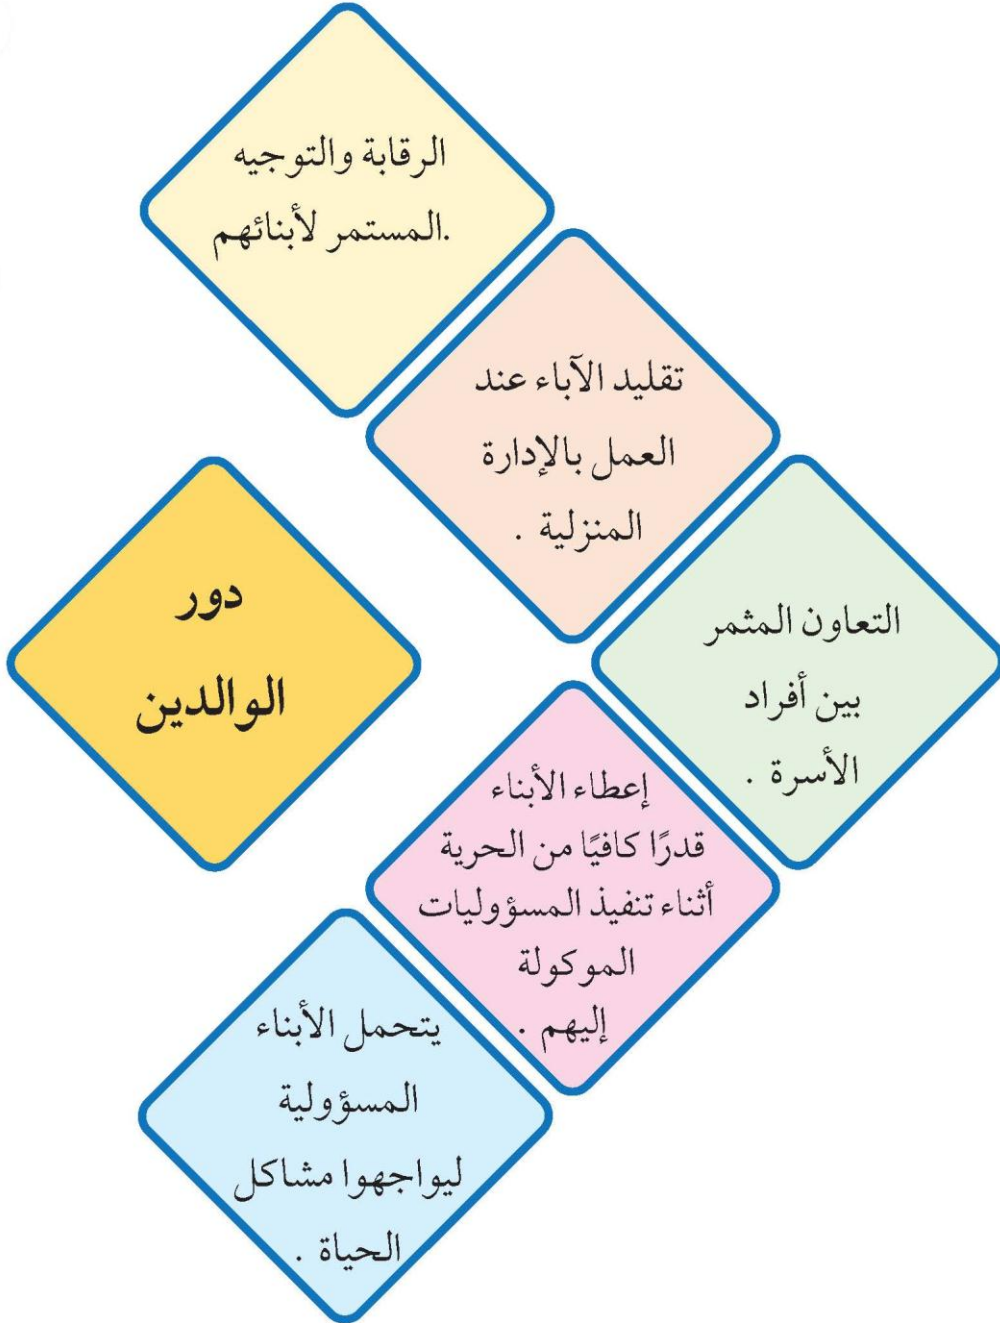 الرقابة والتوجيه
المستمر لأبنائهم.
تقليد الآباء عند
العمل بالإدارة
المنزلية .
التعاون المثمر
بين أفراد
الأسرة .
دور
الوالدين
إعطاء الأبناء
قدرًا كافيًا من الحرية
أثناء تنفيذ المسؤوليات
الموكولة
إليهم .
يتحمل الأبناء
المسؤولية
ليواجهوا مشاكل
الحياة .